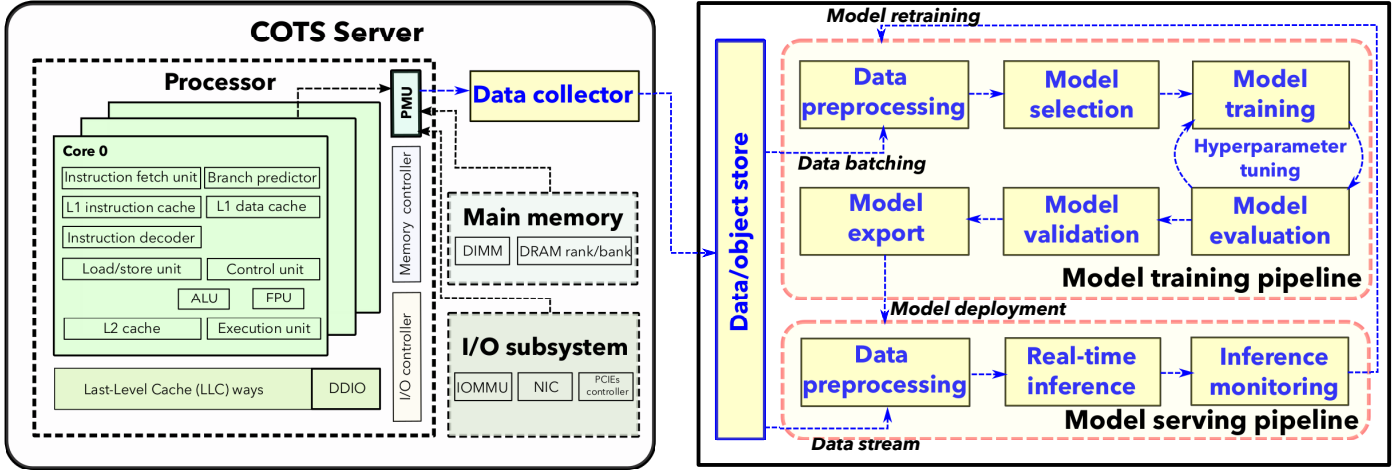 COTS Server
Processor
PMU
Data collector
Core 0
Instruction fetch unit
Branch predictor
L1 instruction cache
L1 data cache
Instruction decoder
Load/store unit
Control unit
ALU
FPU
L2 cache
Execution unit
Last-Level Cache (LLC) ways
DDIO
Memory controller
I/O controller
Main memory
DIMM
DRAM rank/bank
I/O subsystem
IOMMU
NIC
PCIEs
controller
Data/object store
Model retraining
Data
preprocessing
Model
selection
Model
training
Data batching
Hyperparameter
tuning
Model
export
Model
validation
Model
evaluation
Model training pipeline
Model deployment
Data
preprocessing
Real-time
inference
Inference
monitoring
Model serving pipeline
Data stream